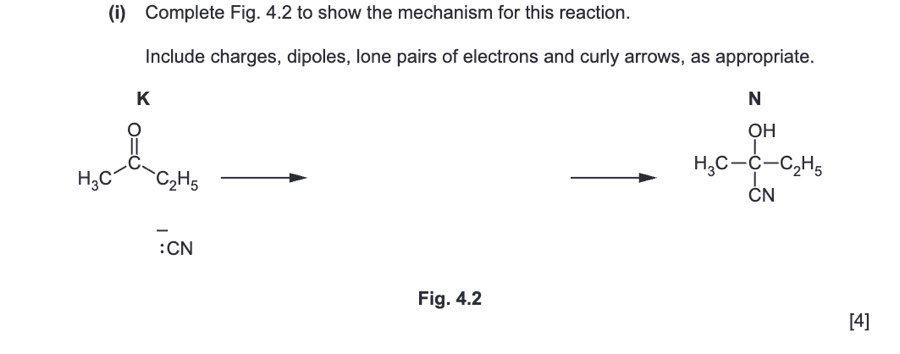 (i) Complete Fig. 4.2 to show the mechanism for this reaction.
Include charges, dipoles, lone pairs of electrons and curly arrows, as appropriate.
K
N
O
OH
C
H₃C
C₂H₅
H₃C–C–C₂H₅
CN
:CN
Fig. 4.2
[4]